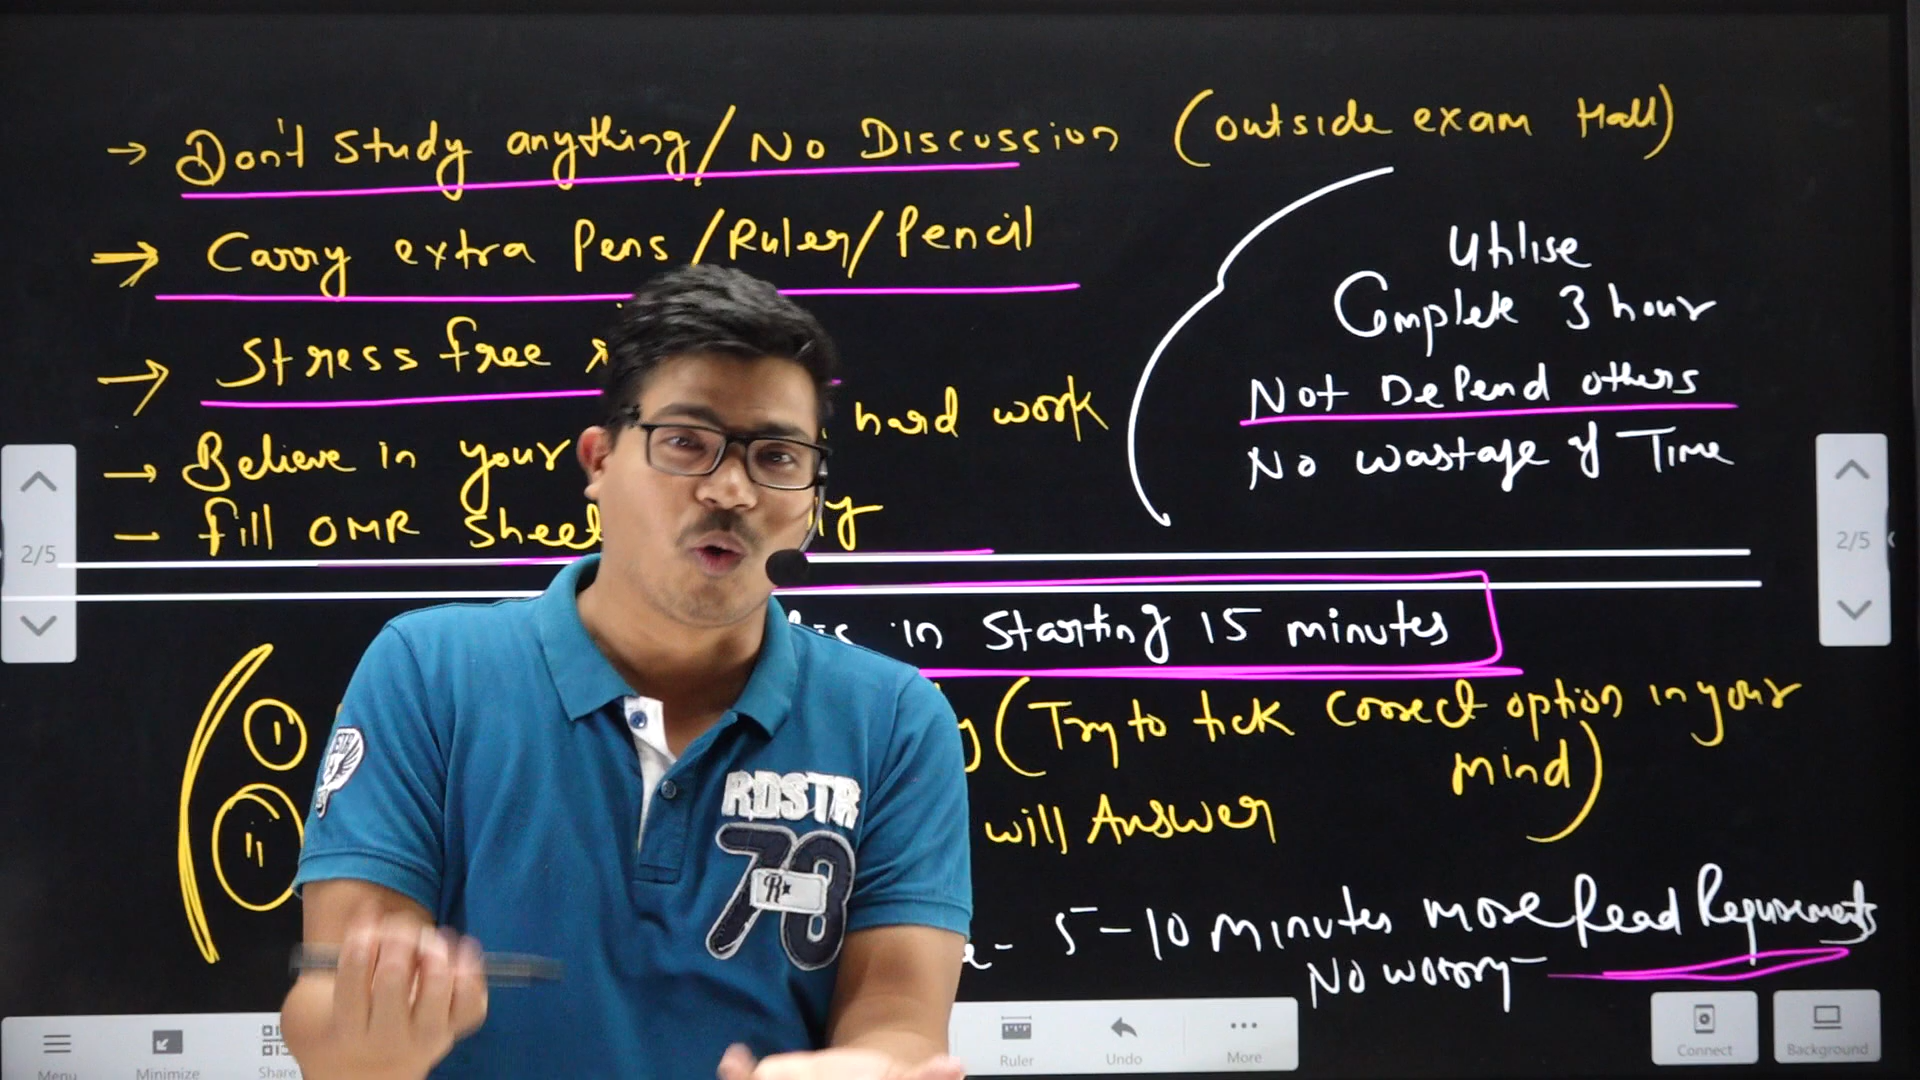 → Don't study anything/No Discussion (outside exam Hall)
→ Carry extra Pens/Ruler/Pencil
→ Stress free
→ Believe in your hard work
- fill OMR sheet
Utilise
Complete 3 hour
Not Depend others
No wastage of Time
in starting 15 minutes
(Try to tick correct option in your
mind)
will Answer
5-10 minutes more Read Requirements
No worry-
RDSTR
73
R
2/5
2/5
Menu
Minimize
Share
Ruler
Undo
More
Connect
Background